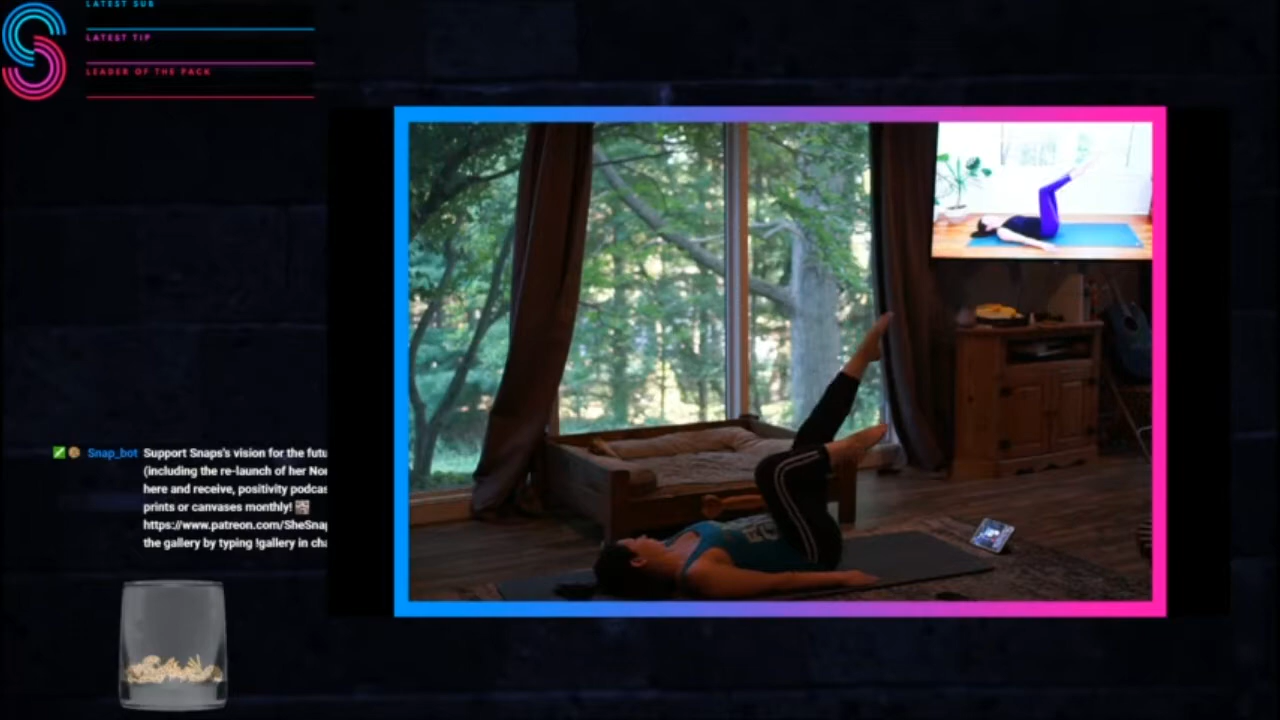 LATEST SUB
LATEST TIP
LEADER OF THE PACK
Snap_bot Support Snaps's vision for the futu
(including the re-launch of her No
here and receive, positivity podcas
prints or canvases monthly!
https://www.patreon.com/SheSnap
the gallery by typing !gallery in cha